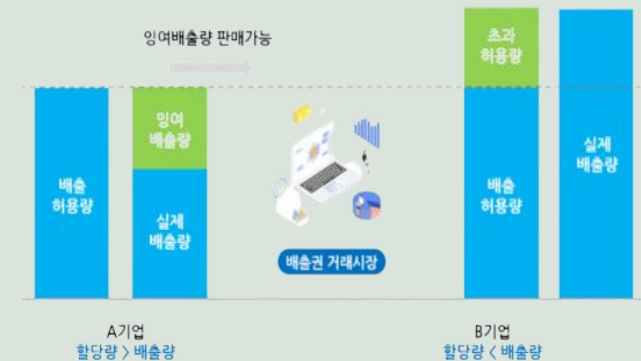 잉여배출량 판매가능
배출
허용량
잉여
배출량
실제
배출량
배출권 거래시장
초과
허용량
배출
허용량
실제
배출량
A기업
할당량 > 배출량
B기업
할당량 < 배출량